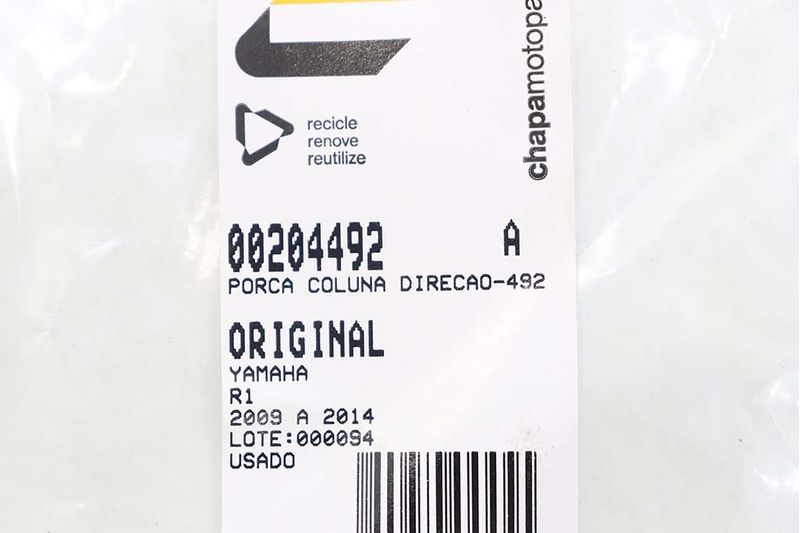 recicle
renove
reutilize
chapamotopa
00204492 A
PORCA COLUNA DIRECAO-492
ORIGINAL
YAMAHA
R1
2009 A 2014
LOTE:000094
USADO